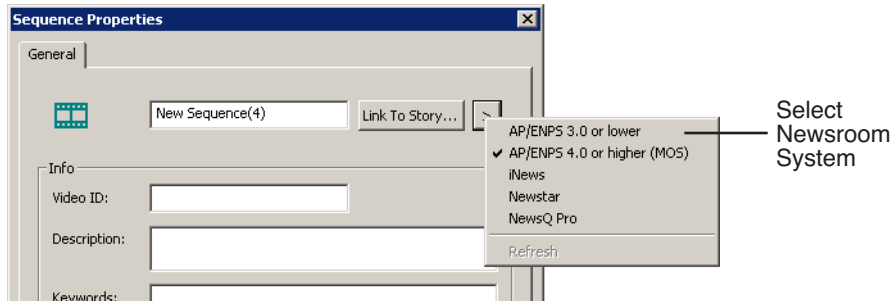 Sequence Properties
General
New Sequence(4)
Link To Story...
>
AP/ENPS 3.0 or lower
AP/ENPS 4.0 or higher (MOS)
iNews
Newstar
NewsQ Pro
Refresh
Select
Newsroom
System
Info
Video ID:
Description:
Keywords: